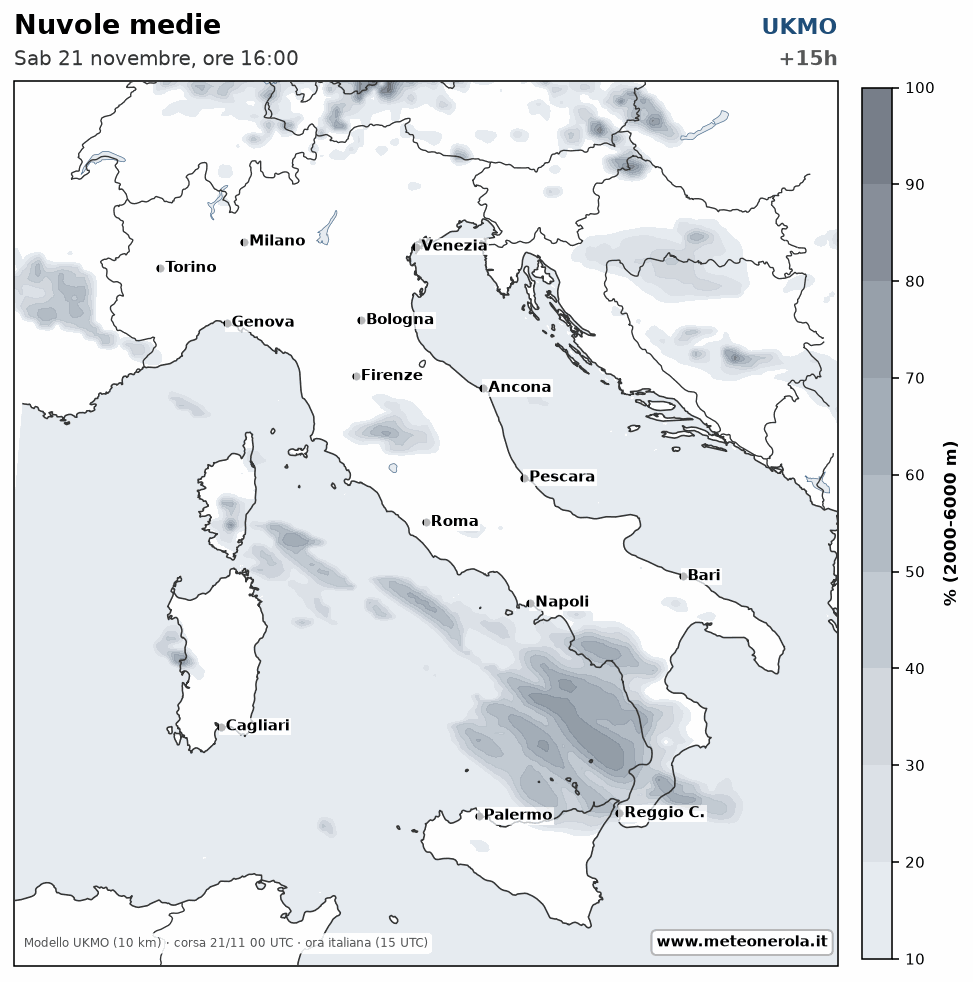 Nuvole medie
UKMO
Sab 21 novembre, ore 16:00
+15h
100
90
80
70
60
50
40
30
20
10
% (2000-6000 m)
Milano
Venezia
Torino
Genova
Bologna
Firenze
Ancona
Pescara
Roma
Bari
Napoli
Cagliari
Palermo
Reggio C.
Modello UKMO (10 km) · corsa 21/11 00 UTC · ora italiana (15 UTC)
www.meteonerola.it